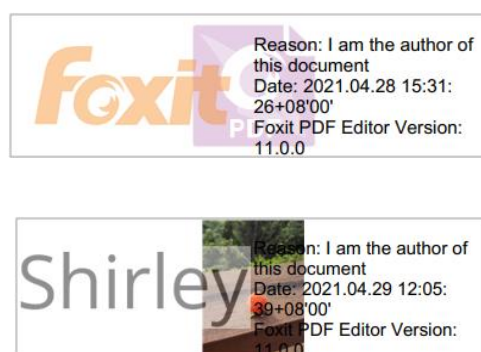 foxit
PDF
Reason: I am the author of
this document
Date: 2021.04.28 15:31:
26+08'00'
Foxit PDF Editor Version:
11.0.0
Shirley
Reason: I am the author of
this document
Date: 2021.04.29 12:05:
39+08'00'
Foxit PDF Editor Version:
11.0.0